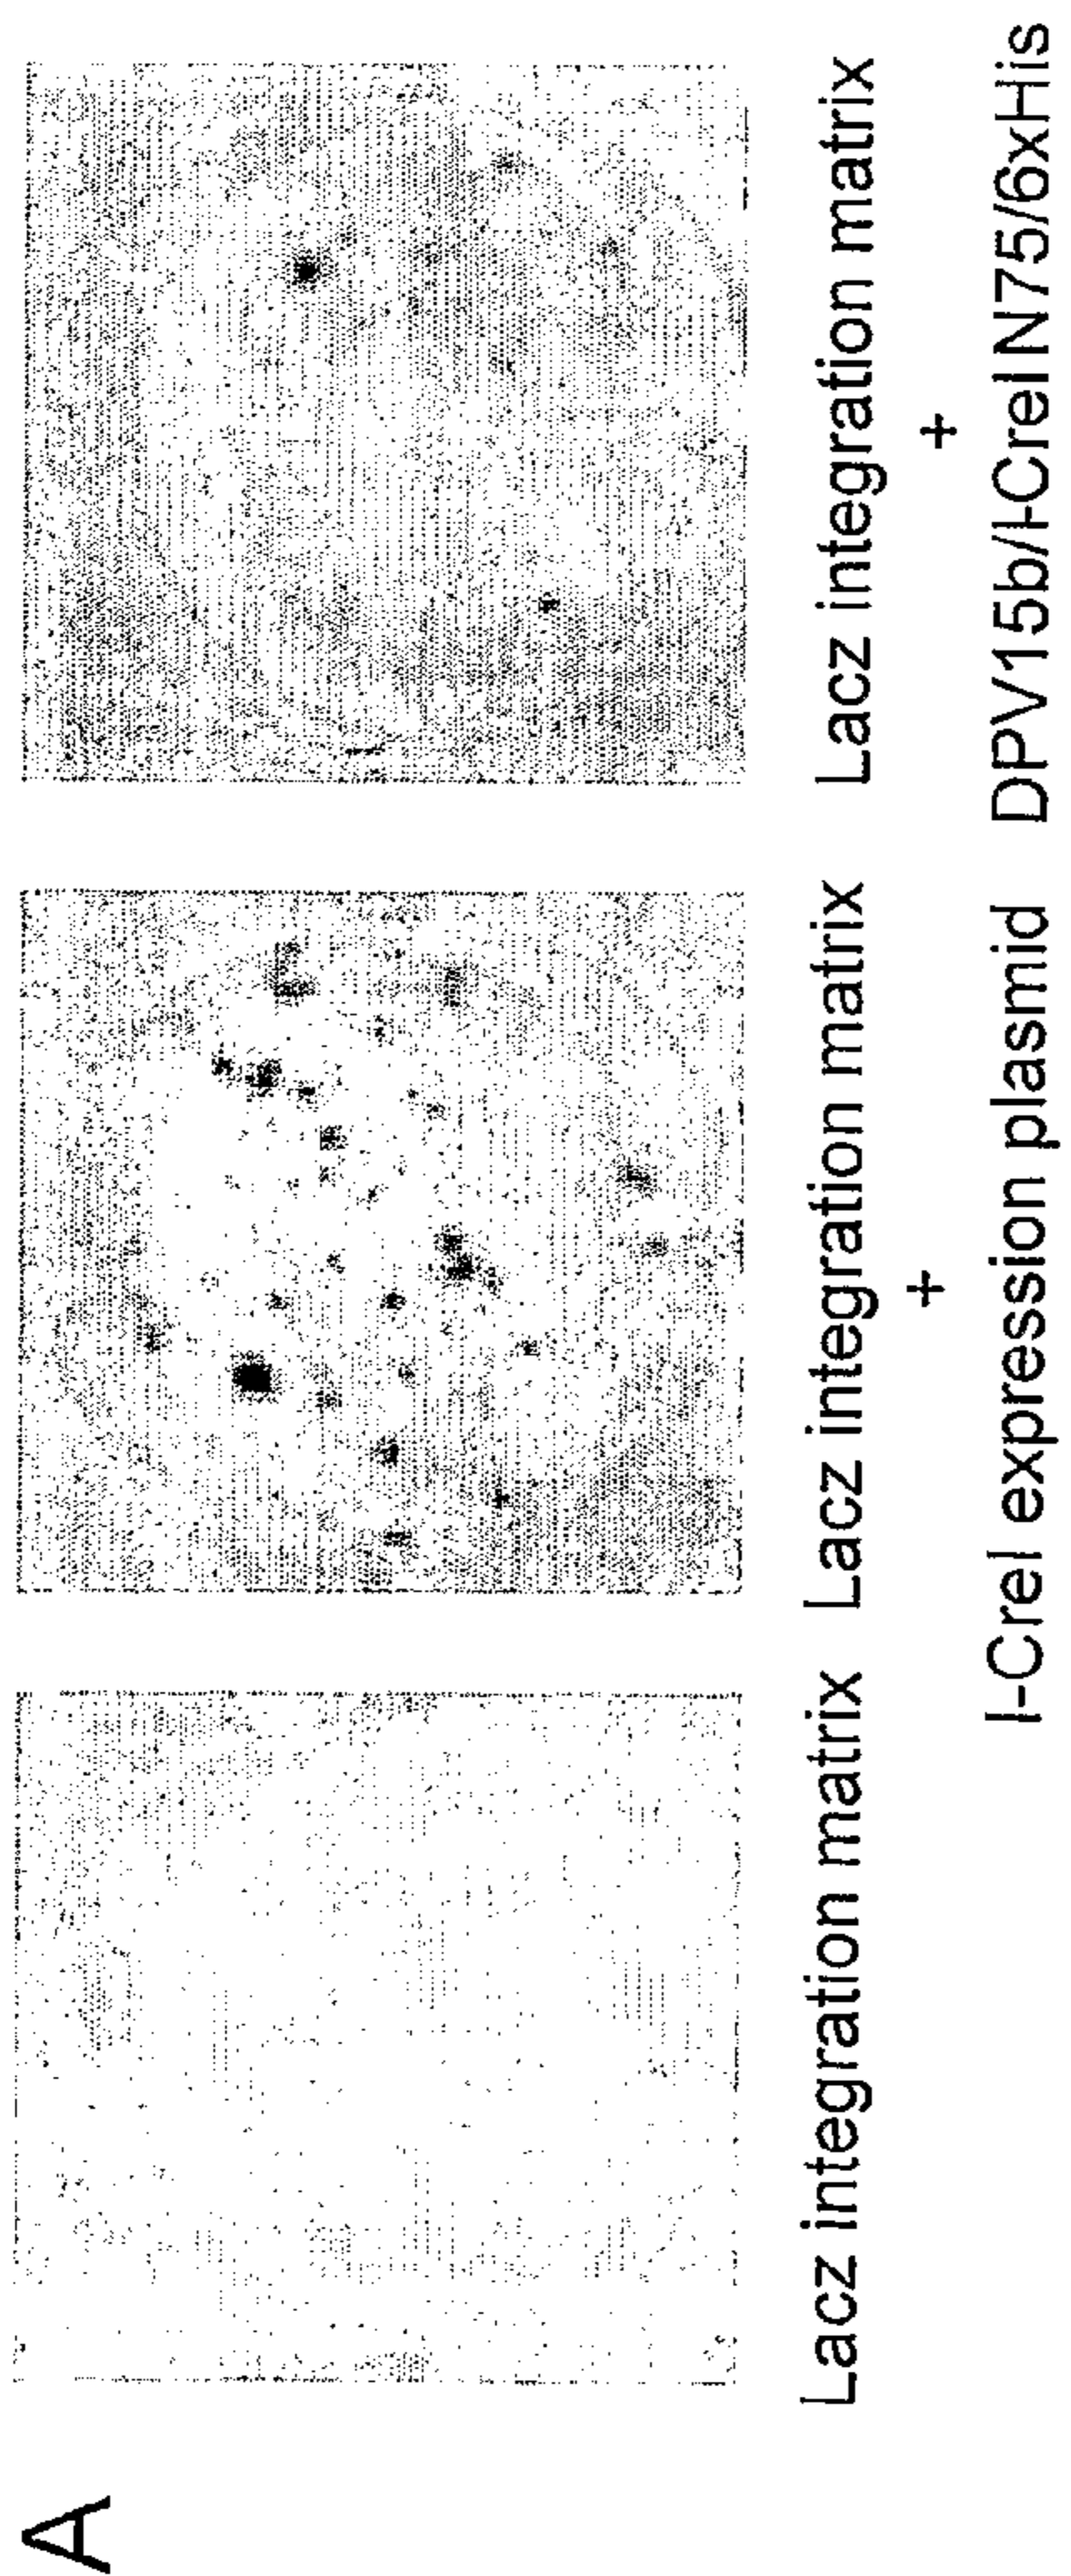 A
Lacz integration matrix
Lacz integration matrix
+
I-CreI expression plasmid
Lacz integration matrix
+
DPV15b/I-CreI N75/6xHis